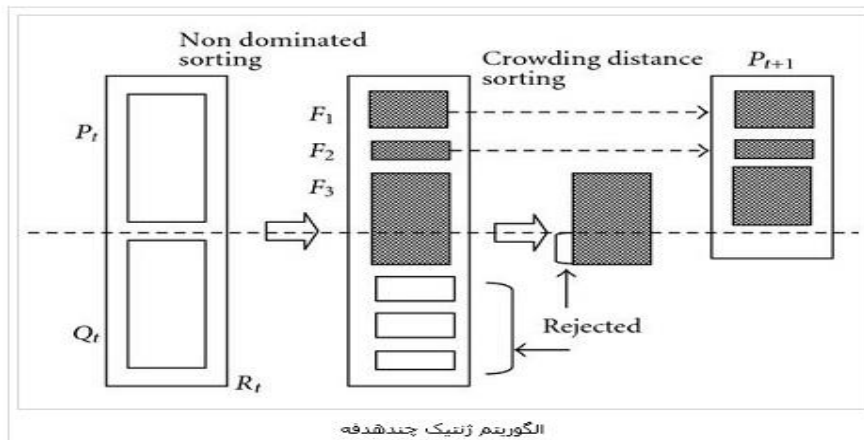 Non dominated
sorting
Crowding distance
sorting
P_{t+1}
P_t
F_1
F_2
F_3
Q_t
Rejected
R_t
الگوریتم ژنتیک چندهدفه